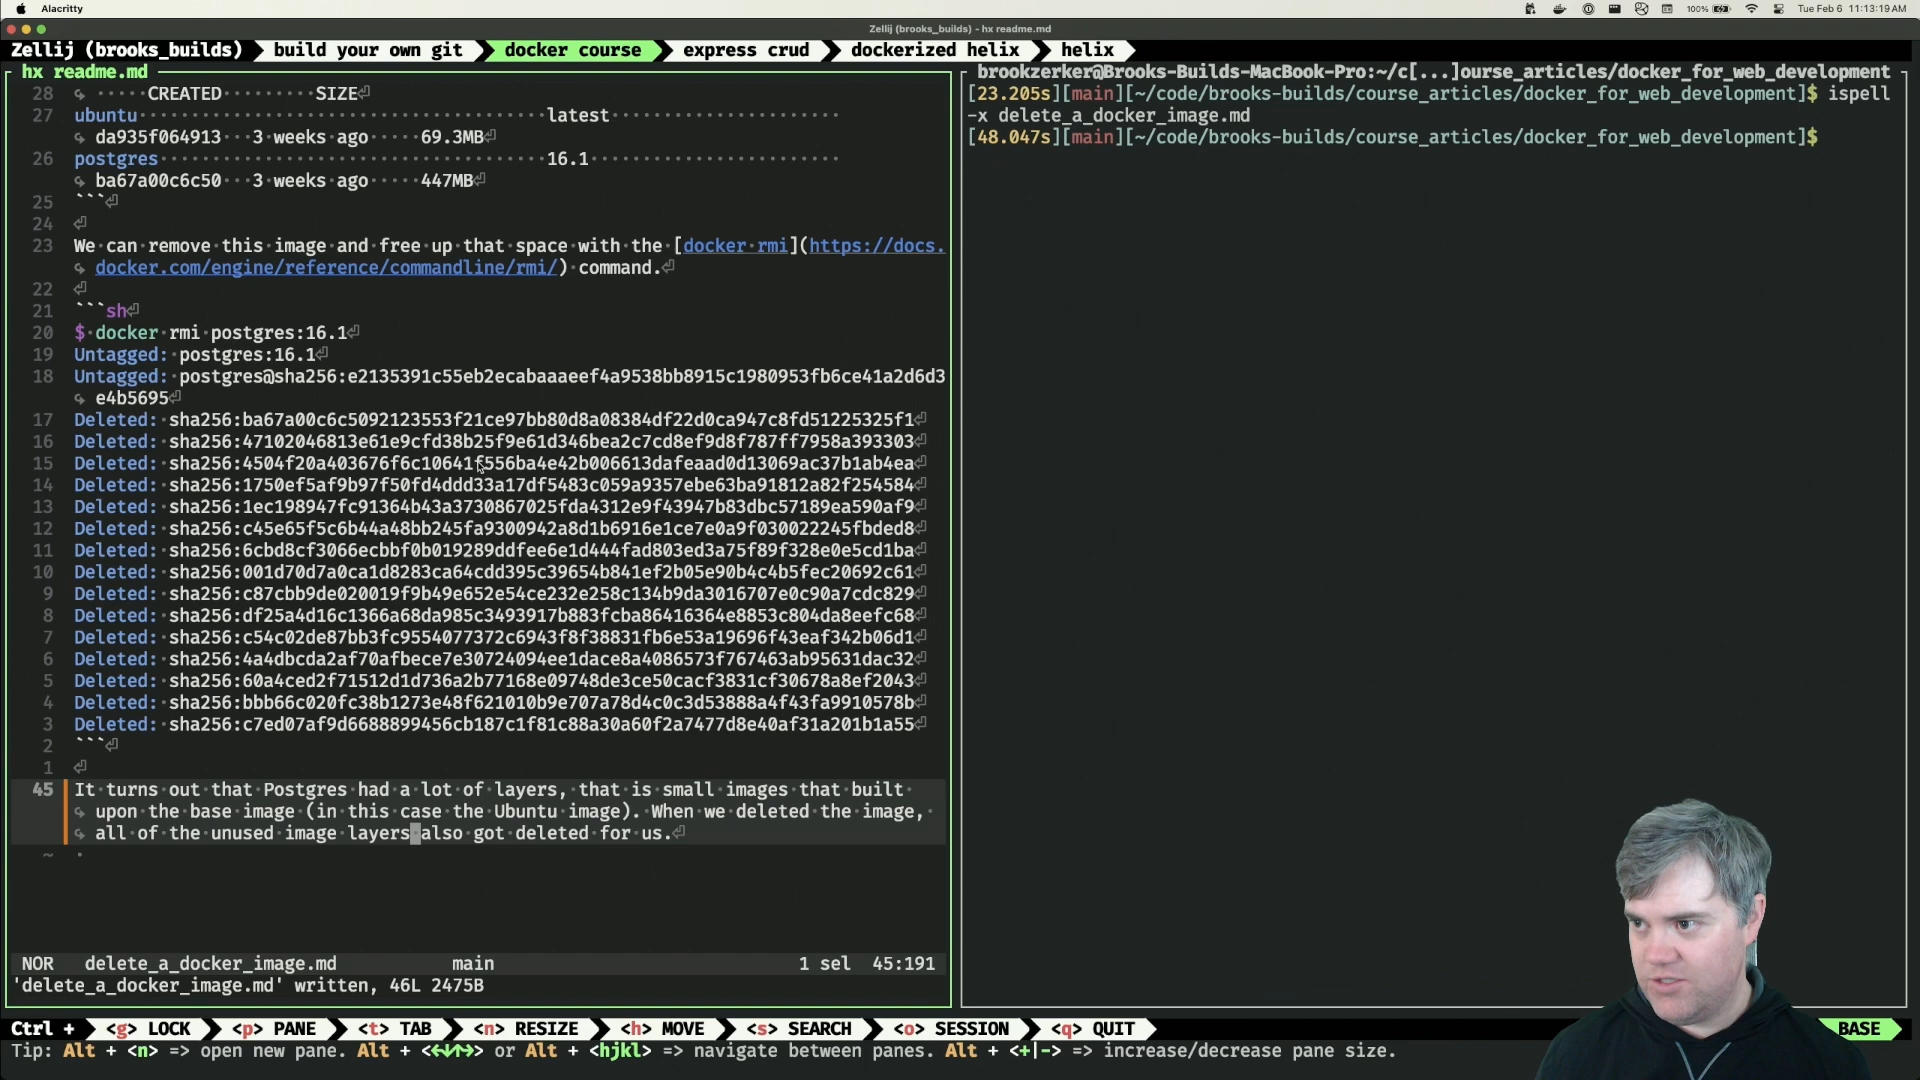 Alacritty
100%
Tue Feb 6 11:13:19 AM
Zellij (brooks_builds) - hx readme.md
Zellij (brooks_builds) build your own git docker course express crud dockerized helix helix
hx readme.md
28 CREATED SIZE
27 ubuntu latest
da935f064913 3 weeks ago 69.3MB
26 postgres 16.1
ba67a00c6c50 3 weeks ago 447MB
25 ```
24
23 We can remove this image and free up that space with the [docker rmi](https://docs.
docker.com/engine/reference/commandline/rmi/) command.
22
21 ```sh
20 $ docker rmi postgres:16.1
19 Untagged: postgres:16.1
18 Untagged: postgres@sha256:e2135391c55eb2ecabaaaeef4a9538bb8915c1980953fb6ce41a2d6d3
e4b5695
17 Deleted: sha256:ba67a00c6c5092123553f21ce97bb80d8a08384df22d0ca947c8fd51225325f1
16 Deleted: sha256:47102046813e61e9cfd38b25f9e61d346bea2c7cd8ef9d8f787ff7958a393303
15 Deleted: sha256:4504f20a403676f6c10641f556ba4e42b006613dafeaad0d13069ac37b1ab4ea
14 Deleted: sha256:1750ef5af9b97f50fd4ddd33a17df5483c059a9357ebe63ba91812a82f254584
13 Deleted: sha256:1ec198947fc91364b43a3730867025fda4312e9f43947b83dbc57189ea590af9
12 Deleted: sha256:c45e65f5c6b44a48bb245fa9300942a8d1b6916e1ce7e0a9f030022245fbded8
11 Deleted: sha256:6cbd8cf3066ecbbf0b019289ddfee6e1d444fad803ed3a75f89f328e0e5cd1ba
10 Deleted: sha256:001d70d7a0ca1d8283ca64cdd395c39654b841ef2b05e90b4c4b5fec20692c61
9 Deleted: sha256:c87cbb9de020019f9b49e652e54ce232e258c134b9da3016707e0c90a7cdc829
8 Deleted: sha256:df25a4d16c1366a68da985c3493917b883fcba86416364e8853c804da8eefc68
7 Deleted: sha256:c54c02de87bb3fc9554077372c6943f8f38831fb6e53a19696f43eaf342b06d1
6 Deleted: sha256:4a4dbcda2af70afbece7e30724094ee1dace8a4086573f767463ab95631dac32
5 Deleted: sha256:60a4ced2f71512d1d736a2b77168e09748de3ce50cacf3831cf30678a8ef2043
4 Deleted: sha256:bbb66c020fc38b1273e48f621010b9e707a78d4c0c3d53888a4f43fa9910578b
3 Deleted: sha256:c7ed07af9d6688899456cb187c1f81c88a30a60f2a7477d8e40af31a201b1a55
2 ```
1
45 It turns out that Postgres had a lot of layers, that is small images that built
upon the base image (in this case the Ubuntu image). When we deleted the image,
all of the unused image layers also got deleted for us.
~
NOR delete_a_docker_image.md main 1 sel 45:191
'delete_a_docker_image.md' written, 46L 2475B
brookzerker@Brooks-Builds-MacBook-Pro:~/c[...]ourse_articles/docker_for_web_development
[23.205s][main][~/code/brooks-builds/course_articles/docker_for_web_development]$ ispell
-x delete_a_docker_image.md
[48.047s][main][~/code/brooks-builds/course_articles/docker_for_web_development]$
Ctrl + <g> LOCK <p> PANE <t> TAB <n> RESIZE <h> MOVE <s> SEARCH <o> SESSION <q> QUIT BASE
Tip: Alt + <n> => open new pane. Alt + <←↓↑→> or Alt + <hjkl> => navigate between panes. Alt + <+|-> => increase/decrease pane size.